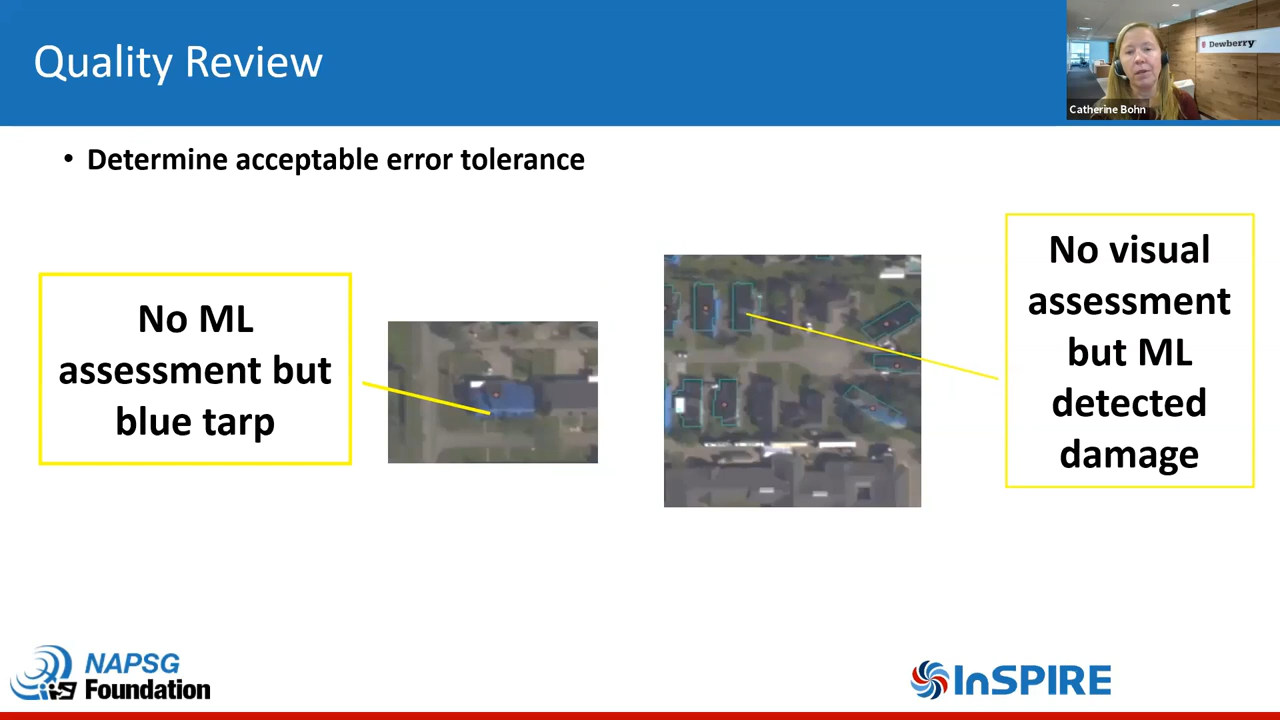 Quality Review
Dewberry
Catherine Bohn
• Determine acceptable error tolerance
No ML
assessment but
blue tarp
No visual
assessment
but ML
detected
damage
NAPSG
Foundation
InSPIRE